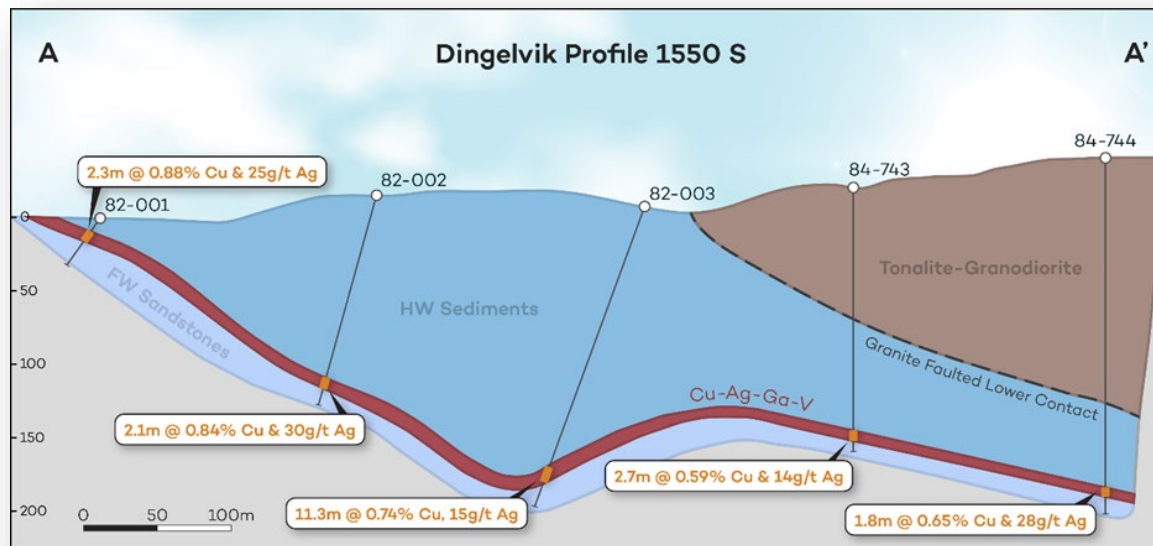 A
Dingelvik Profile 1550 S
A'
84-744
2.3m @ 0.88% Cu & 25g/t Ag
84-743
82-002
82-003
82-001
0
FW Sandstones
HW Sediments
Tonalite-Granodiorite
50
100
150
200
Granite Faulted Lower Contact
Cu-Ag-Ga-V
2.1m @ 0.84% Cu & 30g/t Ag
2.7m @ 0.59% Cu & 14g/t Ag
11.3m @ 0.74% Cu, 15g/t Ag
1.8m @ 0.65% Cu & 28g/t Ag
0 50 100m